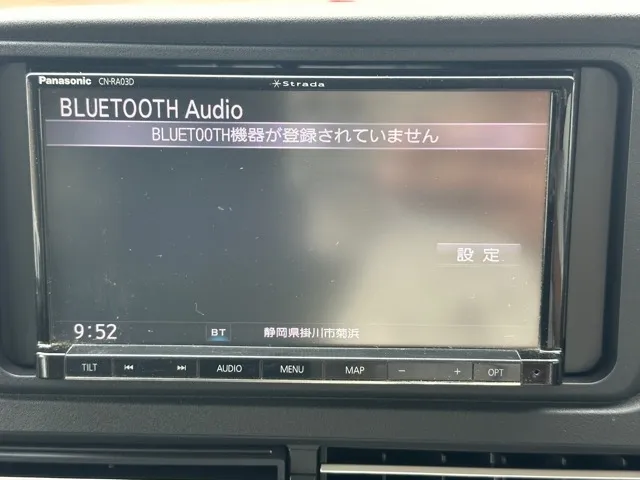 Panasonic CN-RA03D Strada
BLUETOOTH Audio
BLUETOOTH機器が登録されていません
設定
9:52 BT 静岡県掛川市菊浜
TILT AUDIO MENU MAP - + OPT